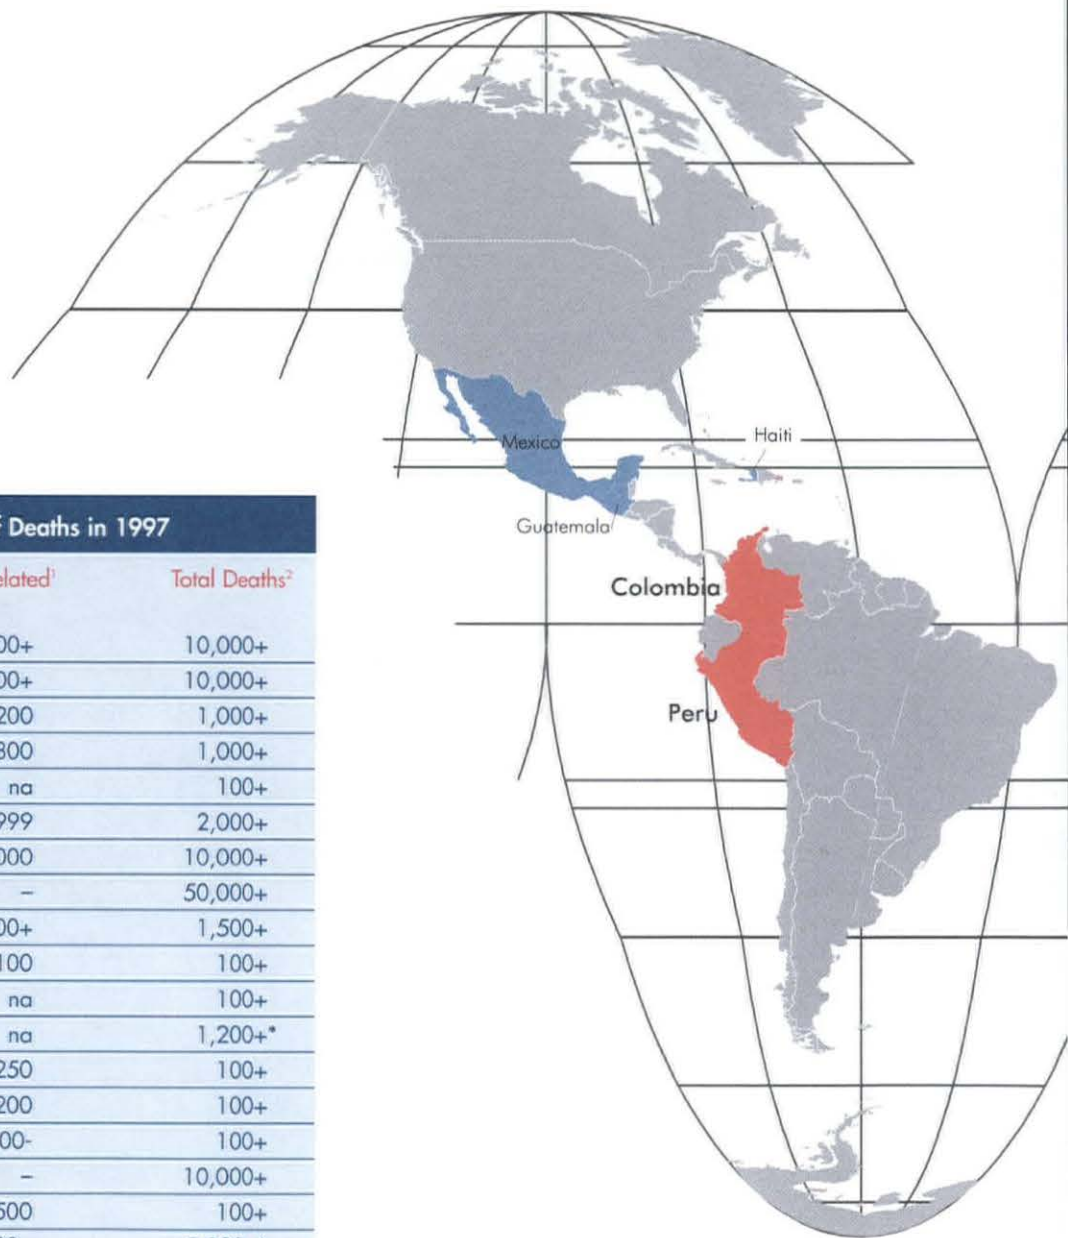 Mexico
Haiti
Guatemala
Colombia
Peru
f Deaths in 1997
elated¹ Total Deaths²
00+ 10,000+
00+ 10,000+
200 1,000+
300 1,000+
na 100+
999 2,000+
000 10,000+
– 50,000+
00+ 1,500+
100 100+
na 100+
na 1,200+*
250 100+
200 100+
00- 100+
– 10,000+
500 100+